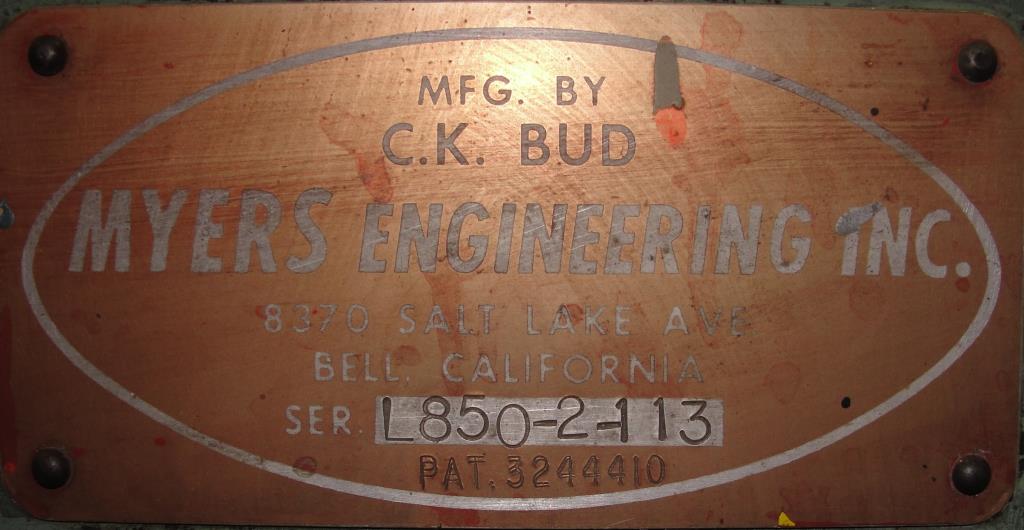 MFG. BY
C.K. BUD
MYERS ENGINEERING INC.
8370 SALT LAKE AVE.
BELL, CALIFORNIA
SER. L850-2-113
PAT. 3244410